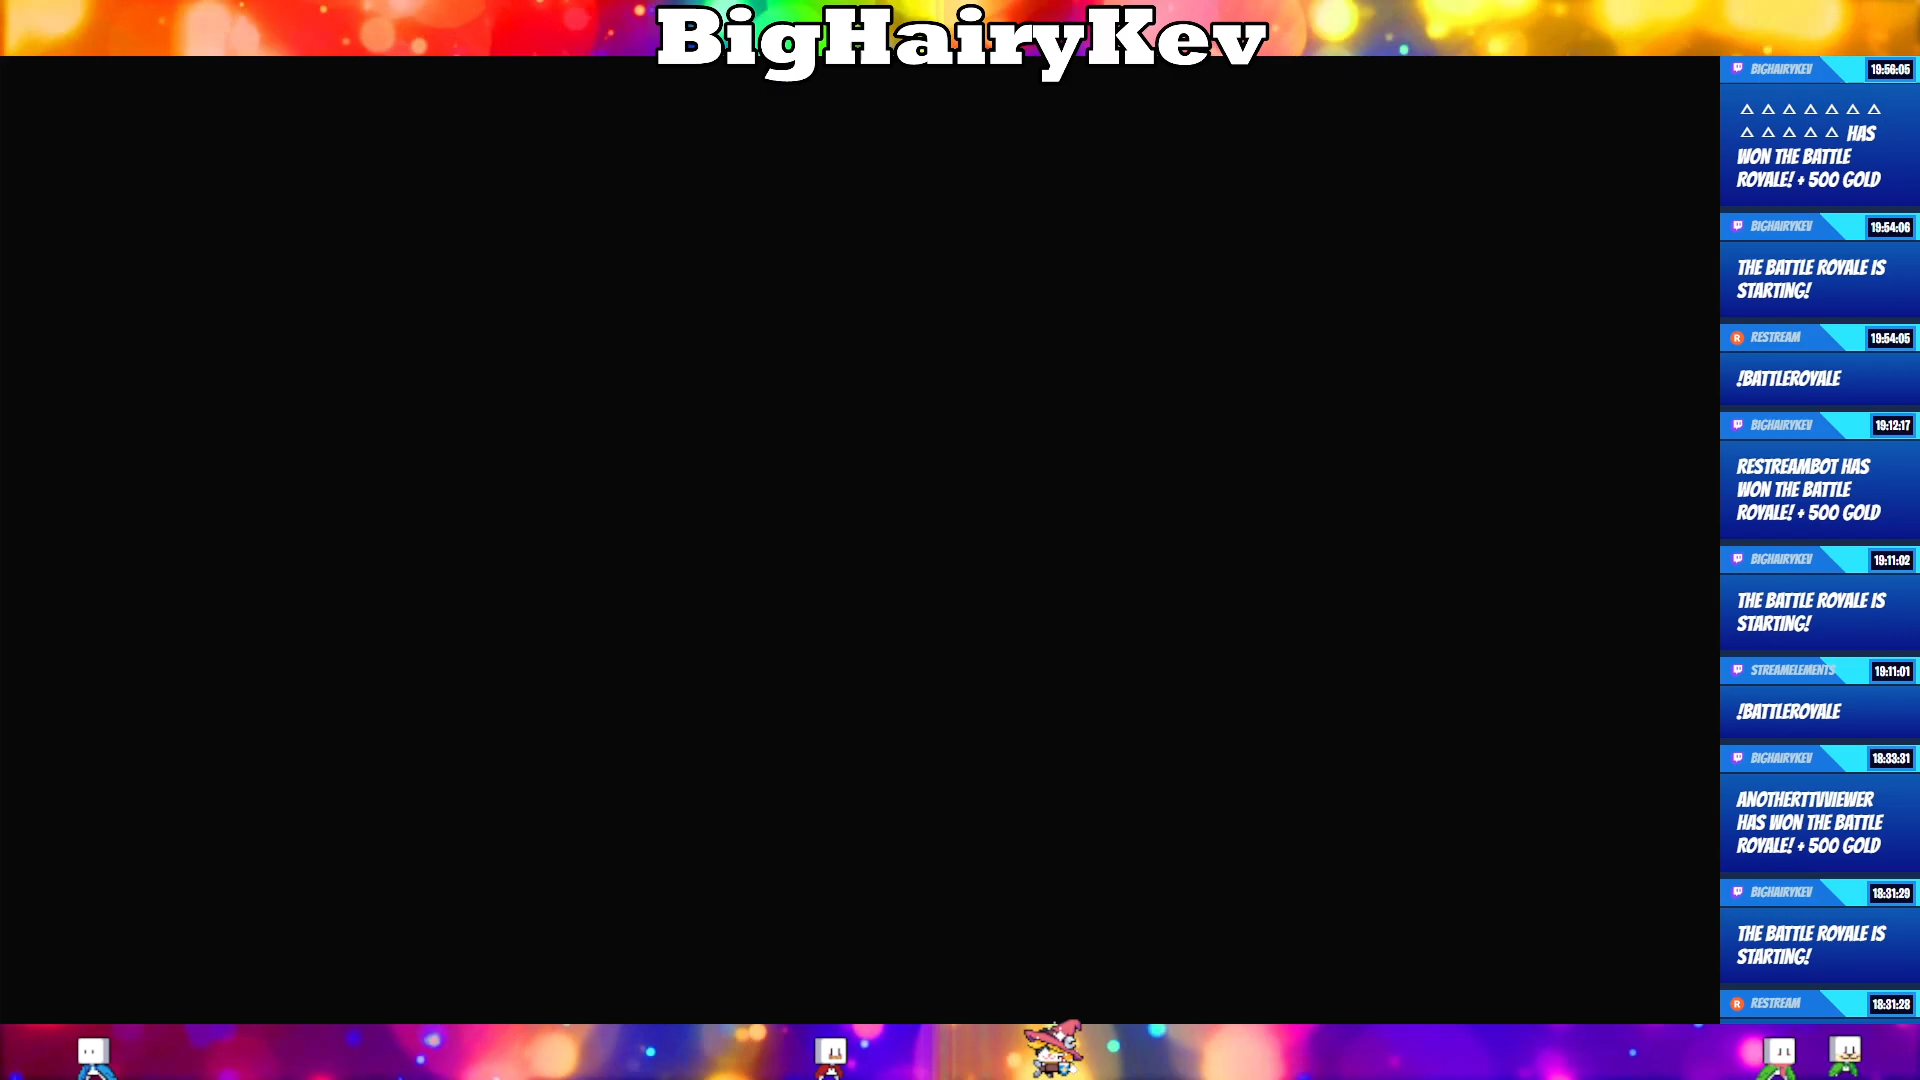 BigHairyKev
BIGHAIRYKEV 19:56:05
△ △ △ △ △ △ △
△ △ △ △ △ HAS
WON THE BATTLE
ROYALE! + 500 GOLD
BIGHAIRYKEV 19:54:06
THE BATTLE ROYALE IS
STARTING!
RESTREAM 19:54:05
!BATTLEROYALE
BIGHAIRYKEV 19:12:17
RESTREAMBOT HAS
WON THE BATTLE
ROYALE! + 500 GOLD
BIGHAIRYKEV 19:11:02
THE BATTLE ROYALE IS
STARTING!
STREAMELEMENTS 19:11:01
!BATTLEROYALE
BIGHAIRYKEV 18:33:31
ANOTHERTTVVIEWER
HAS WON THE BATTLE
ROYALE! + 500 GOLD
BIGHAIRYKEV 18:31:29
THE BATTLE ROYALE IS
STARTING!
RESTREAM 18:31:28